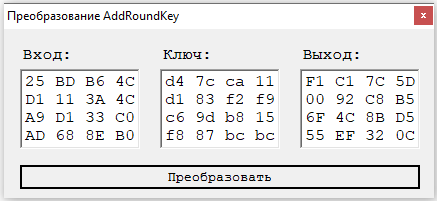 Преобразование AddRoundKey
Вход: Ключ: Выход:
25 BD B6 4C d4 7c ca 11 F1 C1 7C 5D
D1 11 3A 4C d1 83 f2 f9 00 92 C8 B5
A9 D1 33 C0 c6 9d b8 15 6F 4C 8B D5
AD 68 8E B0 f8 87 bc bc 55 EF 32 0C
Преобразовать